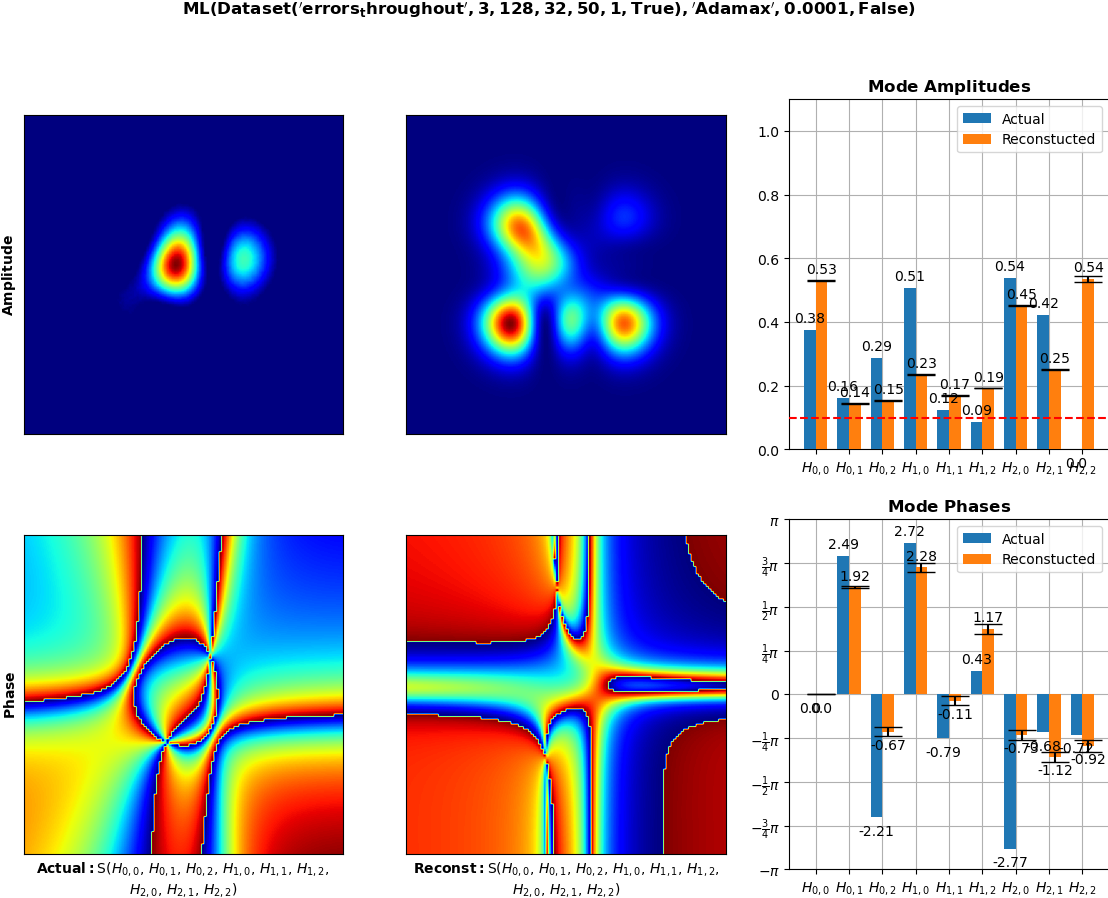 ML(Dataset('errors_throughout', 3, 128, 32, 50, 1, True), 'Adamax', 0.0001, False)
Amplitude
Mode Amplitudes
Actual
Reconstucted
1.0
0.8
0.6
0.4
0.2
0.0
0.38
0.53
0.16
0.14
0.29
0.15
0.51
0.23
0.12
0.17
0.09
0.19
0.54
0.45
0.42
0.25
0.0
0.54
H0,0 H0,1 H0,2 H1,0 H1,1 H1,2 H2,0 H2,1 H2,2
Phase
Actual: S(H0,0, H0,1, H0,2, H1,0, H1,1, H1,2,
H2,0, H2,1, H2,2)
Reconst: S(H0,0, H0,1, H0,2, H1,0, H1,1, H1,2,
H2,0, H2,1, H2,2)
Mode Phases
Actual
Reconstucted
π
3/4π
1/2π
1/4π
0
−1/4π
−1/2π
−3/4π
−π
0.0
0.0
2.49
1.92
-2.21
-0.67
2.72
2.28
-0.79
-0.11
0.43
1.17
-2.77
-0.73
-0.68
-1.12
-0.72
-0.92
H0,0 H0,1 H0,2 H1,0 H1,1 H1,2 H2,0 H2,1 H2,2